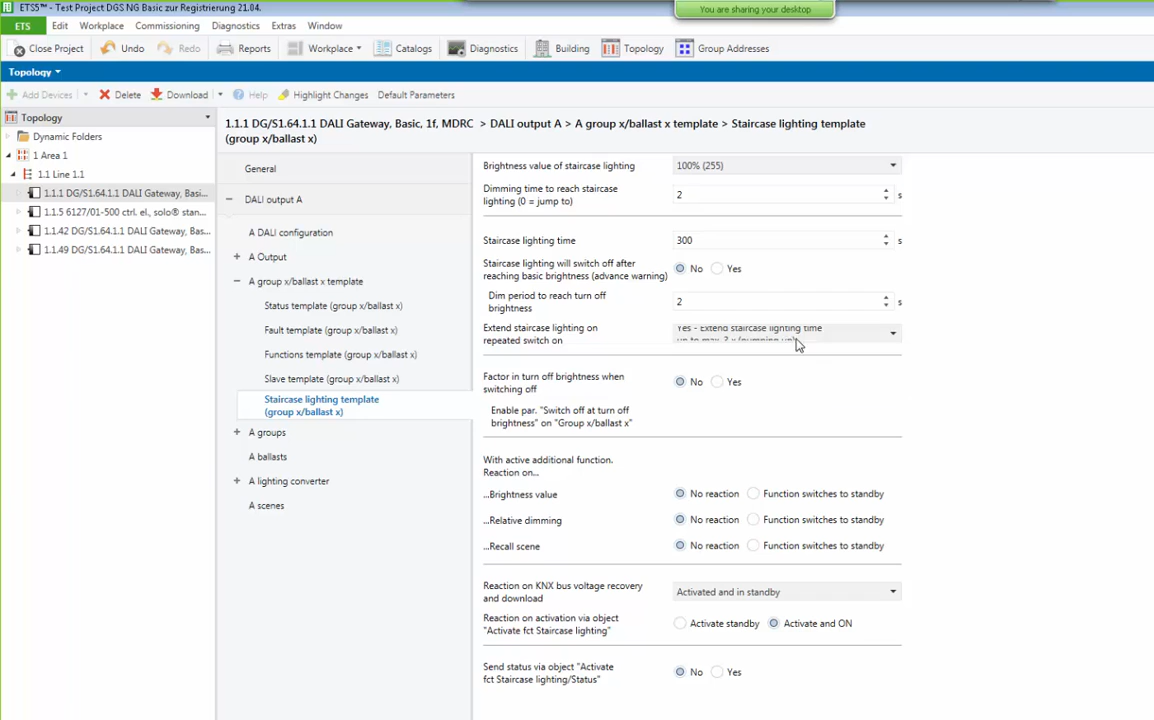 ETS5™ - Test Project DGS NG Basic zur Registrierung 21.04.
You are sharing your desktop
ETS Edit Workplace Commissioning Diagnostics Extras Window
Close Project Undo Redo Reports Workplace Catalogs Diagnostics Building Topology Group Addresses
Topology
Add Devices Delete Download Help Highlight Changes Default Parameters
Topology
Dynamic Folders
1 Area 1
1.1 Line 1.1
1.1.1 DG/S1.64.1.1 DALI Gateway, Basi...
1.1.5 6127/01-500 ctrl. el., solo® stan...
1.1.42 DG/S1.64.1.1 DALI Gateway, Bas...
1.1.49 DG/S1.64.1.1 DALI Gateway, Bas...
1.1.1 DG/S1.64.1.1 DALI Gateway, Basic, 1f, MDRC > DALI output A > A group x/ballast x template > Staircase lighting template
(group x/ballast x)
General
DALI output A
A DALI configuration
A Output
A group x/ballast x template
Status template (group x/ballast x)
Fault template (group x/ballast x)
Functions template (group x/ballast x)
Slave template (group x/ballast x)
Staircase lighting template
(group x/ballast x)
A groups
A ballasts
A lighting converter
A scenes
Brightness value of staircase lighting 100% (255)
Dimming time to reach staircase
lighting (0 = jump to) 2 s
Staircase lighting time 300 s
Staircase lighting will switch off after
reaching basic brightness (advance warning) No Yes
Dim period to reach turn off
brightness 2 s
Extend staircase lighting on
repeated switch on
Yes - Extend staircase lighting time
up to max. (pumping up)
Factor in turn off brightness when
switching off No Yes
Enable par. "Switch off at turn off
brightness" on "Group x/ballast x"
With active additional function.
Reaction on...
...Brightness value No reaction Function switches to standby
...Relative dimming No reaction Function switches to standby
...Recall scene No reaction Function switches to standby
Reaction on KNX bus voltage recovery
and download Activated and in standby
Reaction on activation via object
"Activate fct Staircase lighting" Activate standby Activate and ON
Send status via object "Activate
fct Staircase lighting/Status" No Yes